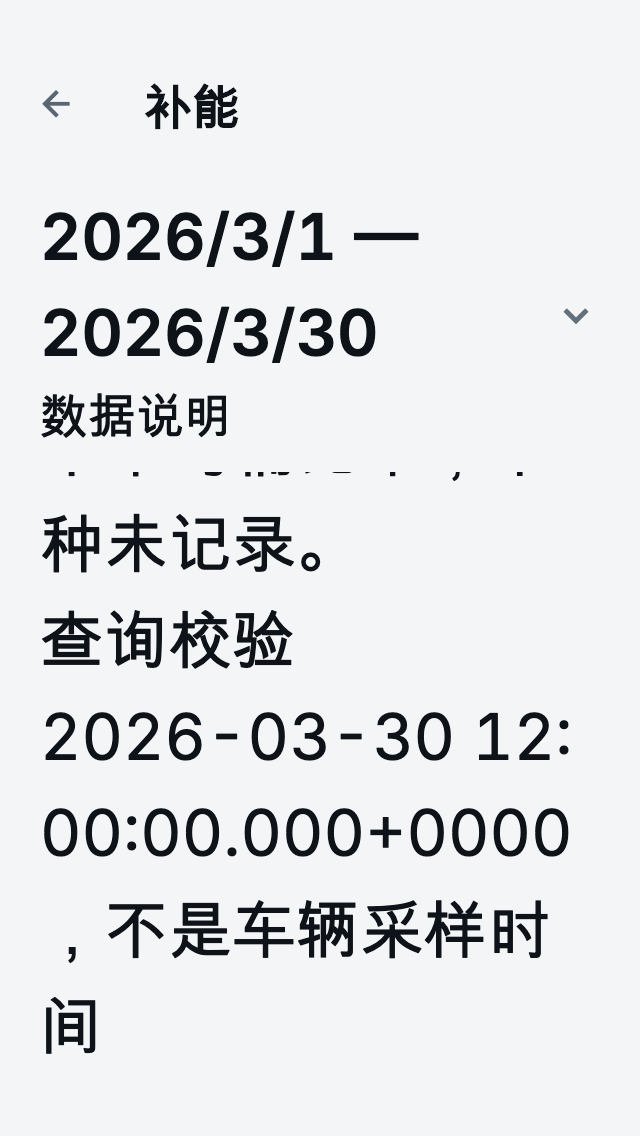 补能
2026/3/1 —
2026/3/30
数据说明
种未记录。
查询校验
2026-03-30 12:
00:00.000+0000
，不是车辆采样时
间